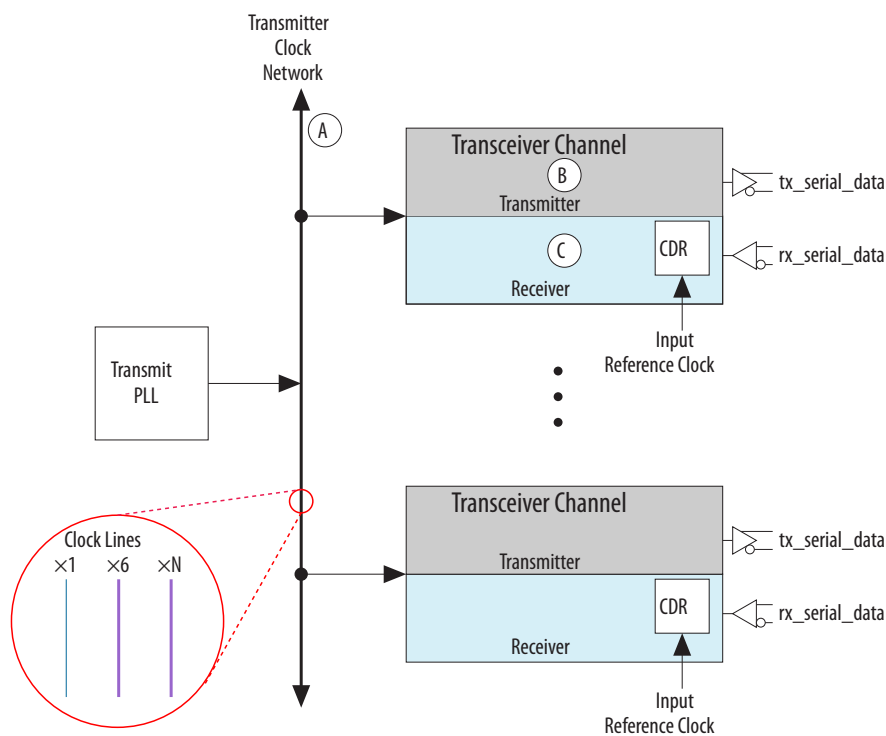 Transmitter
Clock
Network
A
Transceiver Channel
B
Transmitter
tx_serial_data
C
CDR
rx_serial_data
Receiver
Input
Reference Clock
Transmit
PLL
Transceiver Channel
Clock Lines
×1 ×6 ×N
Transmitter
tx_serial_data
CDR
rx_serial_data
Receiver
Input
Reference Clock